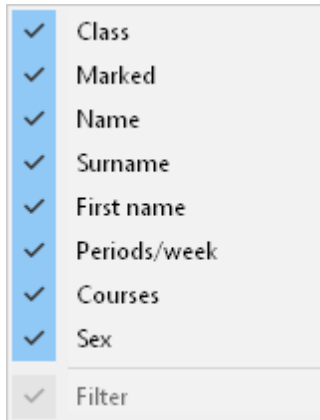 Class
Marked
Name
Surname
First name
Periods/week
Courses
Sex
Filter